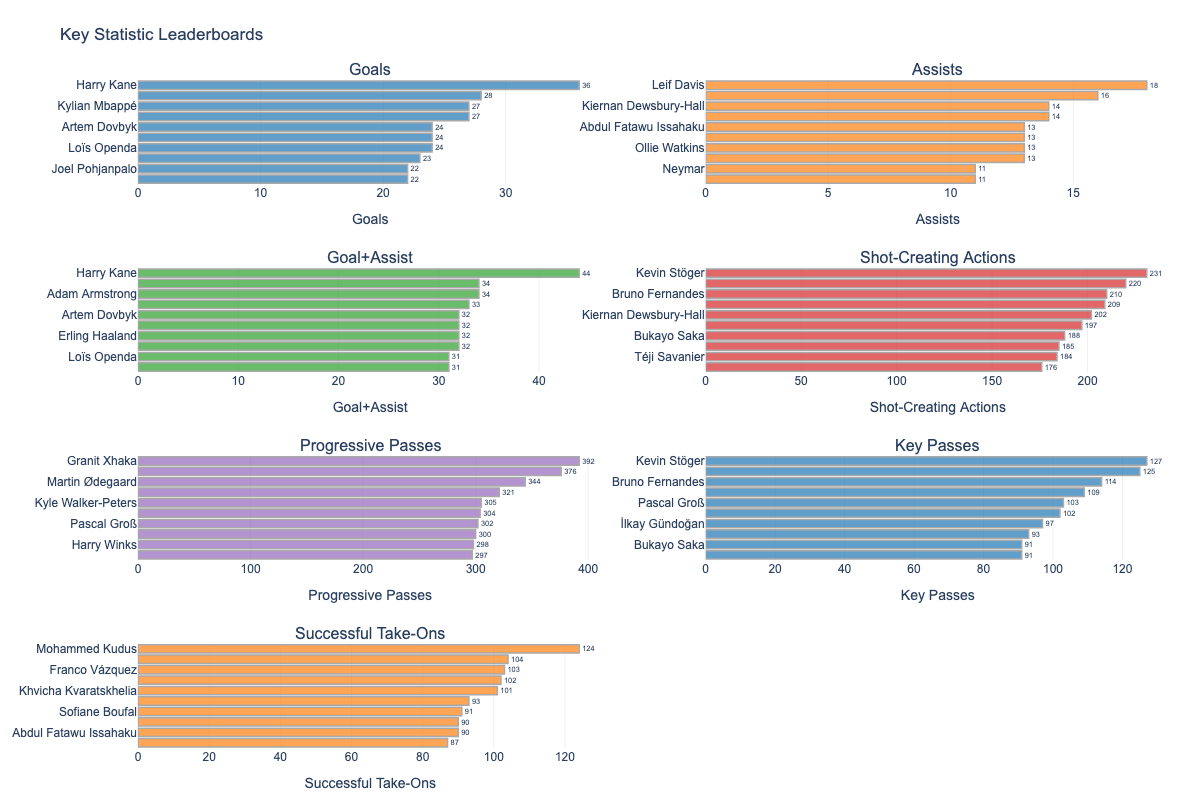 Key Statistic Leaderboards
Goals
Harry Kane 36
28
Kylian Mbappé 27
27
Artem Dovbyk 24
24
Loïs Openda 24
23
Joel Pohjanpalo 22
22
0 10 20 30
Goals
Assists
Leif Davis 18
16
Kiernan Dewsbury-Hall 14
14
Abdul Fatawu Issahaku 13
13
Ollie Watkins 13
13
Neymar 11
11
0 5 10 15
Assists
Goal+Assist
Harry Kane 44
34
Adam Armstrong 34
33
Artem Dovbyk 32
32
Erling Haaland 32
32
Loïs Openda 31
31
0 10 20 30 40
Goal+Assist
Shot-Creating Actions
Kevin Stöger 231
220
Bruno Fernandes 210
209
Kiernan Dewsbury-Hall 202
197
Bukayo Saka 188
185
Téji Savanier 184
176
0 50 100 150 200
Shot-Creating Actions
Progressive Passes
Granit Xhaka 392
376
Martin Ødegaard 344
321
Kyle Walker-Peters 305
304
Pascal Groß 302
300
Harry Winks 298
297
0 100 200 300 400
Progressive Passes
Key Passes
Kevin Stöger 127
125
Bruno Fernandes 114
109
Pascal Groß 103
102
İlkay Gündoğan 97
93
Bukayo Saka 91
91
0 20 40 60 80 100 120
Key Passes
Successful Take-Ons
Mohammed Kudus 124
104
Franco Vázquez 103
102
Khvicha Kvaratskhelia 101
93
Sofiane Boufal 91
90
Abdul Fatawu Issahaku 90
87
0 20 40 60 80 100 120
Successful Take-Ons